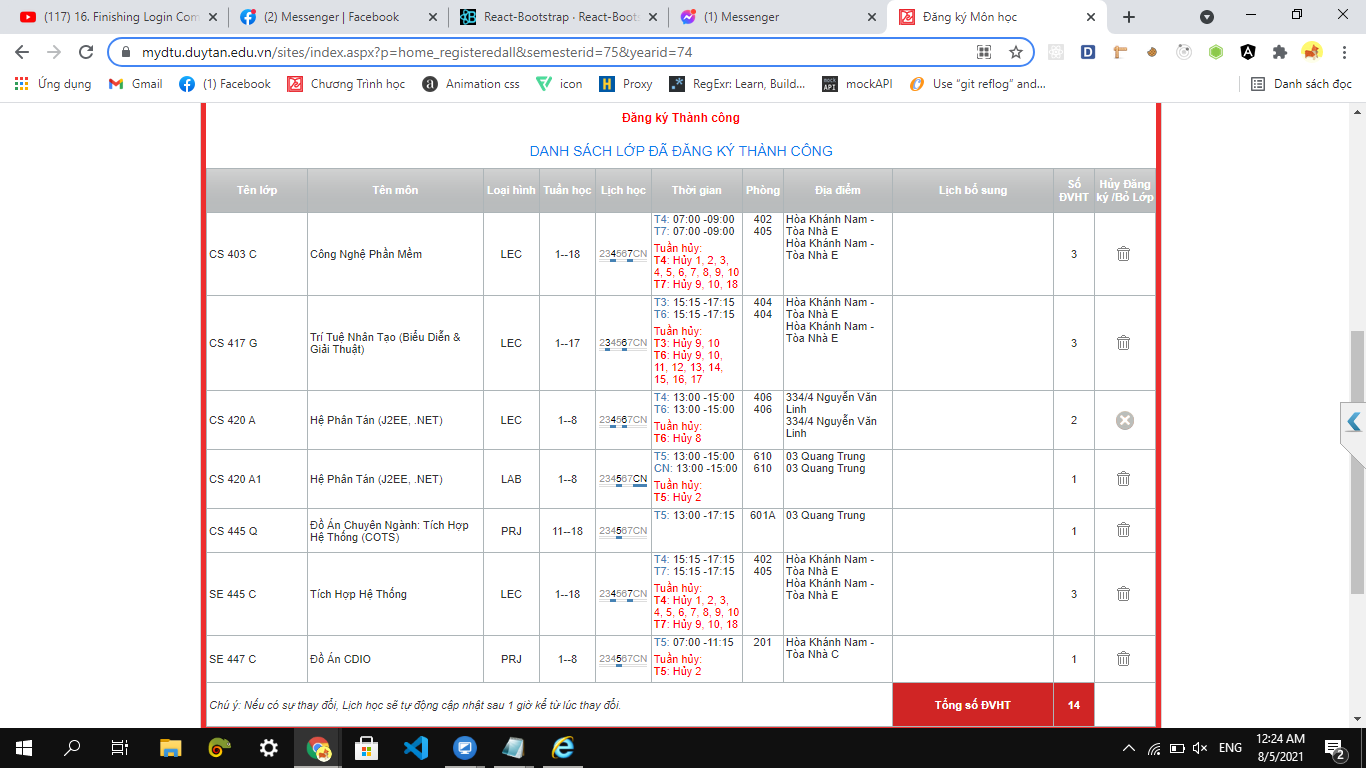 (117) 16. Finishing Login Com
(2) Messenger | Facebook
React-Bootstrap · React-Boots
(1) Messenger
Đăng ký Môn học
mydtu.duytan.edu.vn/sites/index.aspx?p=home_registeredall&semesterid=75&yearid=74
Ứng dụng
Gmail
(1) Facebook
Chương Trình học
Animation css
icon
Proxy
RegExr: Learn, Build...
mockAPI
Use "git reflog" and...
Danh sách đọc
Đăng ký Thành công
DANH SÁCH LỚP ĐÃ ĐĂNG KÝ THÀNH CÔNG
Tên lớp
Tên môn
Loại hình
Tuần học
Lịch học
Thời gian
Phòng
Địa điểm
Lịch bổ sung
Số
ĐVHT
Hủy Đăng
ký /Bỏ Lớp
CS 403 C
Công Nghệ Phần Mềm
LEC
1--18
234567CN
T4: 07:00 -09:00
T7: 07:00 -09:00
Tuần hủy:
T4: Hủy 1, 2, 3,
4, 5, 6, 7, 8, 9, 10
T7: Hủy 9, 10, 18
402
405
Hòa Khánh Nam -
Tòa Nhà E
Hòa Khánh Nam -
Tòa Nhà E
3
CS 417 G
Trí Tuệ Nhân Tạo (Biểu Diễn &
Giải Thuật)
LEC
1--17
234567CN
T3: 15:15 -17:15
T6: 15:15 -17:15
Tuần hủy:
T3: Hủy 9, 10
T6: Hủy 9, 10,
11, 12, 13, 14,
15, 16, 17
404
404
Hòa Khánh Nam -
Tòa Nhà E
Hòa Khánh Nam -
Tòa Nhà E
3
CS 420 A
Hệ Phân Tán (J2EE, .NET)
LEC
1--8
234567CN
T4: 13:00 -15:00
T6: 13:00 -15:00
Tuần hủy:
T6: Hủy 8
406
406
334/4 Nguyễn Văn
Linh
334/4 Nguyễn Văn
Linh
2
CS 420 A1
Hệ Phân Tán (J2EE, .NET)
LAB
1--8
234567CN
T5: 13:00 -15:00
CN: 13:00 -15:00
Tuần hủy:
T5: Hủy 2
610
610
03 Quang Trung
03 Quang Trung
1
CS 445 Q
Đồ Án Chuyên Ngành: Tích Hợp
Hệ Thống (COTS)
PRJ
11--18
234567CN
T5: 13:00 -17:15
601A
03 Quang Trung
1
SE 445 C
Tích Hợp Hệ Thống
LEC
1--18
234567CN
T4: 15:15 -17:15
T7: 15:15 -17:15
Tuần hủy:
T4: Hủy 1, 2, 3,
4, 5, 6, 7, 8, 9, 10
T7: Hủy 9, 10, 18
402
405
Hòa Khánh Nam -
Tòa Nhà E
Hòa Khánh Nam -
Tòa Nhà E
3
SE 447 C
Đồ Án CDIO
PRJ
1--8
234567CN
T5: 07:00 -11:15
Tuần hủy:
T5: Hủy 2
201
Hòa Khánh Nam -
Tòa Nhà C
1
Chú ý: Nếu có sự thay đổi, Lịch học sẽ tự động cập nhật sau 1 giờ kể từ lúc thay đổi.
Tổng số ĐVHT
14
ENG
12:24 AM
8/5/2021
2